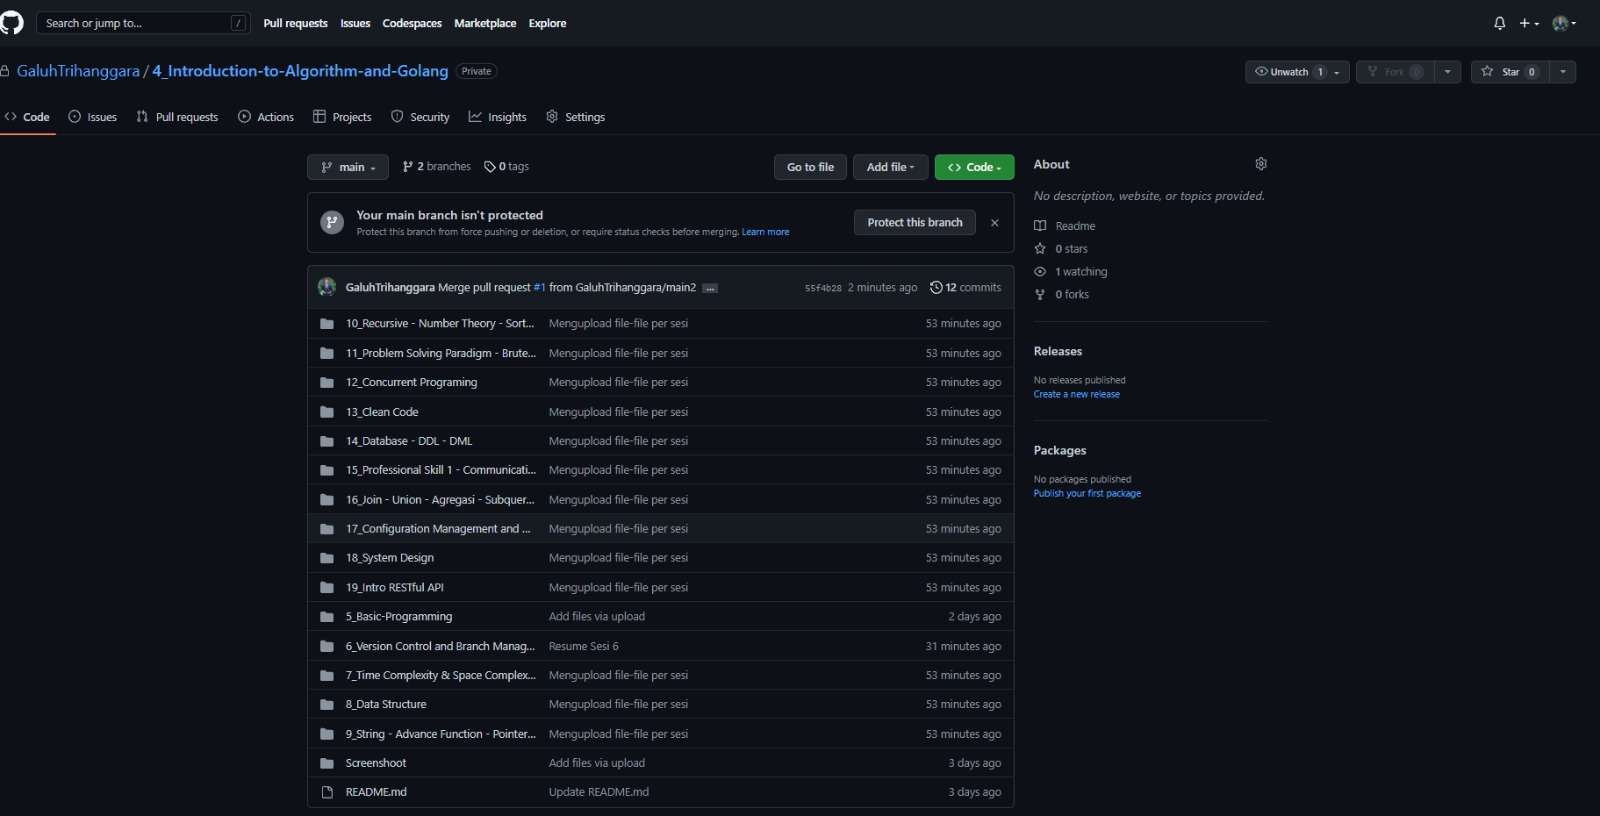 Search or jump to... /
Pull requests Issues Codespaces Marketplace Explore
GaluhTrihanggara / 4_Introduction-to-Algorithm-and-Golang Private
Unwatch 1 Fork 0 Star 0
Code Issues Pull requests Actions Projects Security Insights Settings
main 2 branches 0 tags Go to file Add file Code
Your main branch isn't protected
Protect this branch from force pushing or deletion, or require status checks before merging. Learn more
Protect this branch
GaluhTrihanggara Merge pull request #1 from GaluhTrihanggara/main2 ... 55f4b28 2 minutes ago 12 commits
10_Recursive - Number Theory - Sort... Mengupload file-file per sesi 53 minutes ago
11_Problem Solving Paradigm - Brute... Mengupload file-file per sesi 53 minutes ago
12_Concurrent Programing Mengupload file-file per sesi 53 minutes ago
13_Clean Code Mengupload file-file per sesi 53 minutes ago
14_Database - DDL - DML Mengupload file-file per sesi 53 minutes ago
15_Professional Skill 1 - Communicati... Mengupload file-file per sesi 53 minutes ago
16_Join - Union - Agregasi - Subquer... Mengupload file-file per sesi 53 minutes ago
17_Configuration Management and ... Mengupload file-file per sesi 53 minutes ago
18_System Design Mengupload file-file per sesi 53 minutes ago
19_Intro RESTful API Mengupload file-file per sesi 53 minutes ago
5_Basic-Programming Add files via upload 2 days ago
6_Version Control and Branch Manag... Resume Sesi 6 31 minutes ago
7_Time Complexity & Space Complex... Mengupload file-file per sesi 53 minutes ago
8_Data Structure Mengupload file-file per sesi 53 minutes ago
9_String - Advance Function - Pointer... Mengupload file-file per sesi 53 minutes ago
Screenshoot Add files via upload 3 days ago
README.md Update README.md 3 days ago
About
No description, website, or topics provided.
Readme
0 stars
1 watching
0 forks
Releases
No releases published
Create a new release
Packages
No packages published
Publish your first package